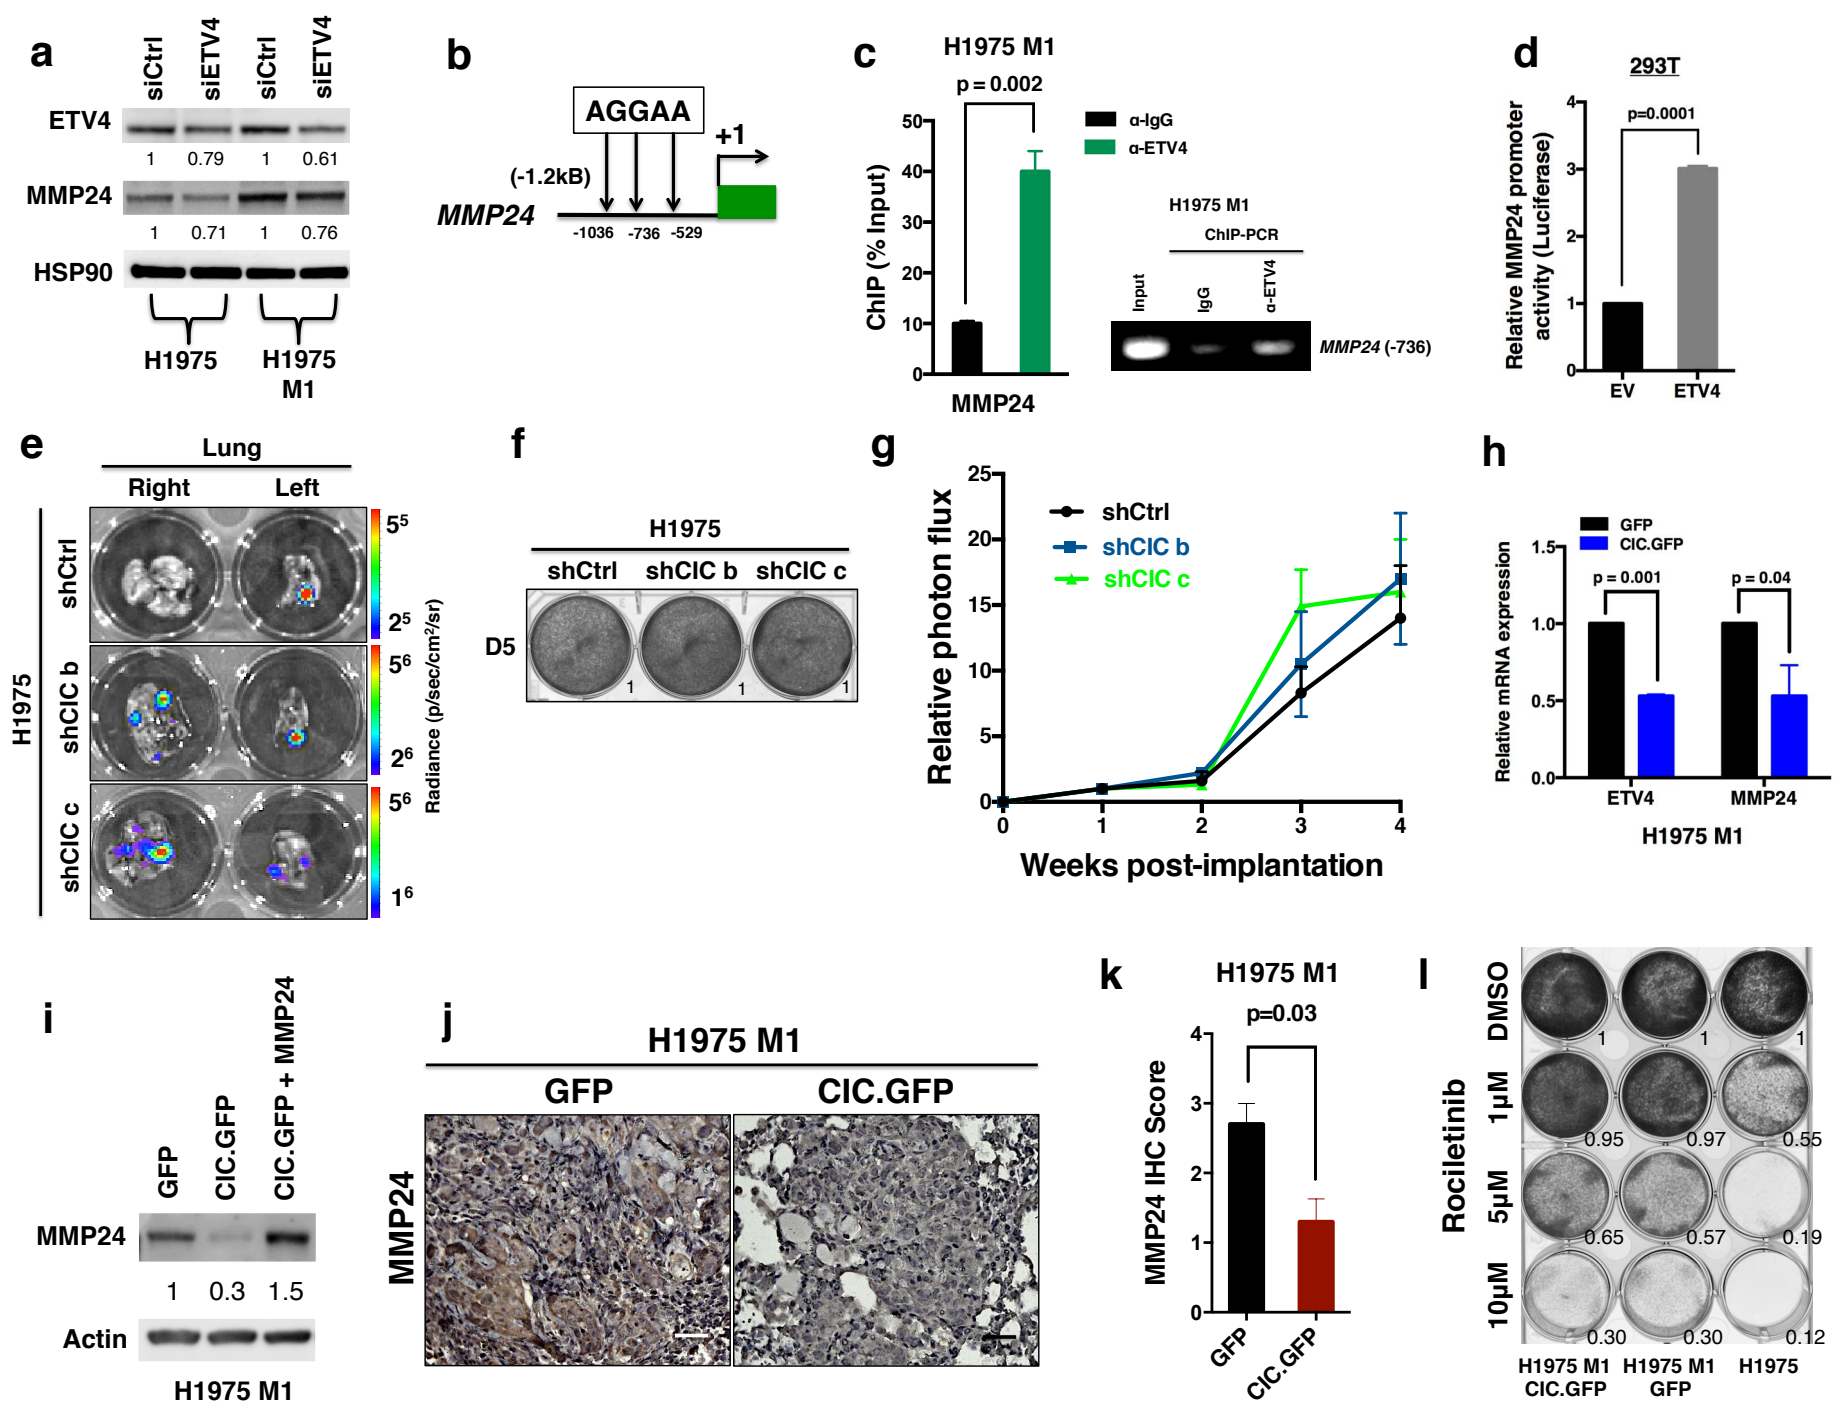 a
siCtrl
siETV4
siCtrl
siETV4
ETV4
1 0.79 1 0.61
MMP24
1 0.71 1 0.76
HSP90
H1975
H1975
M1
b
AGGAA
+1
(-1.2kB)
MMP24
-1036 -736 -529
c
H1975 M1
p = 0.002
ChIP (% Input)
50
40
30
20
10
0
MMP24
α-IgG
α-ETV4
H1975 M1
ChIP-PCR
Input
IgG
α-ETV4
MMP24 (-736)
d
293T
p=0.0001
Relative MMP24 promoter
activity (Luciferase)
4
3
2
1
0
EV ETV4
e
Lung
Right Left
H1975
shCtrl
shCIC b
shCIC c
5⁵
2⁵
5⁶
2⁶
5⁶
1⁶
Radiance (p/sec/cm²/sr)
f
H1975
shCtrl shCIC b shCIC c
D5
1 1 1
g
Relative photon flux
25
20
15
10
5
0
shCtrl
shCIC b
shCIC c
0 1 2 3 4
Weeks post-implantation
h
GFP
CIC.GFP
Relative mRNA expression
1.5
1.0
0.5
0.0
p = 0.001 p = 0.04
ETV4 MMP24
H1975 M1
i
GFP
CIC.GFP
CIC.GFP + MMP24
MMP24
1 0.3 1.5
Actin
H1975 M1
j
H1975 M1
GFP CIC.GFP
MMP24
k
H1975 M1
p=0.03
MMP24 IHC Score
4
3
2
1
0
GFP
CIC.GFP
l
Rociletinib
DMSO
1 1 1
1µM
0.95 0.97 0.55
5µM
0.65 0.57 0.19
10µM
0.30 0.30 0.12
H1975 M1 H1975 M1 H1975
CIC.GFP GFP